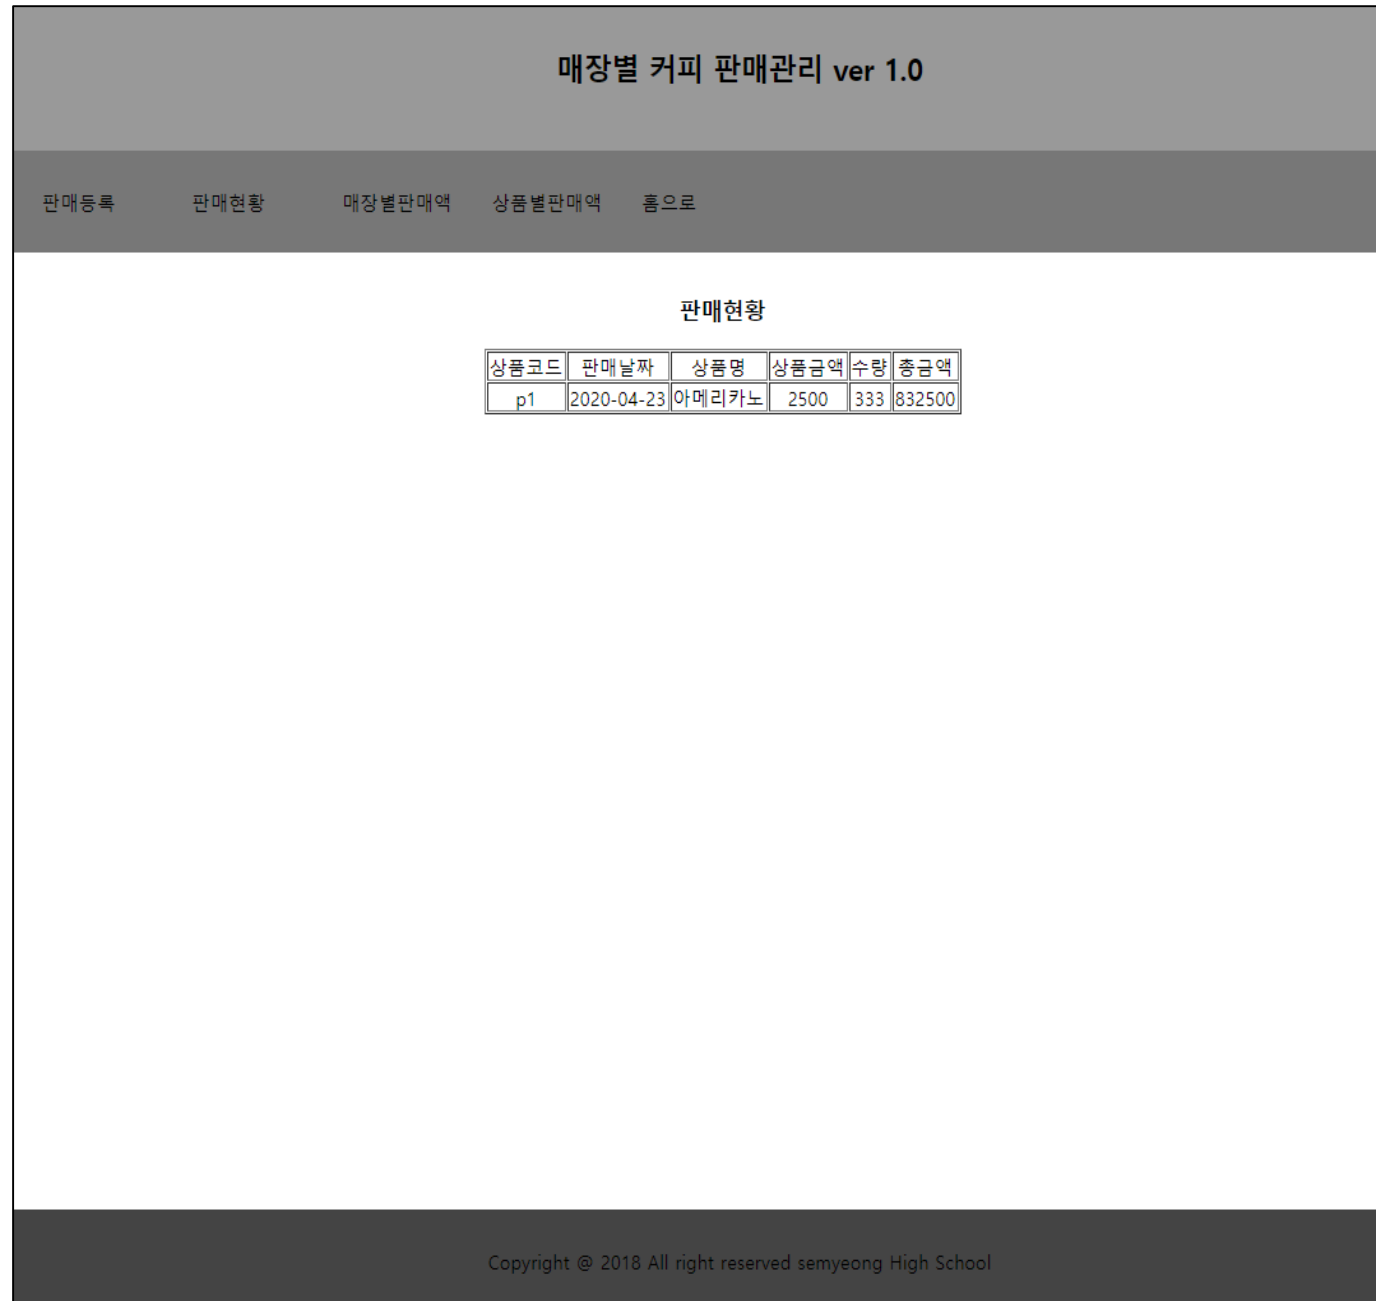 매장별 커피 판매관리 ver 1.0
판매등록 판매현황 매장별판매액 상품별판매액 홈으로
판매현황
상품코드 판매날짜 상품명 상품금액 수량 총금액
p1 2020-04-23 아메리카노 2500 333 832500
Copyright @ 2018 All right reserved semyeong High School